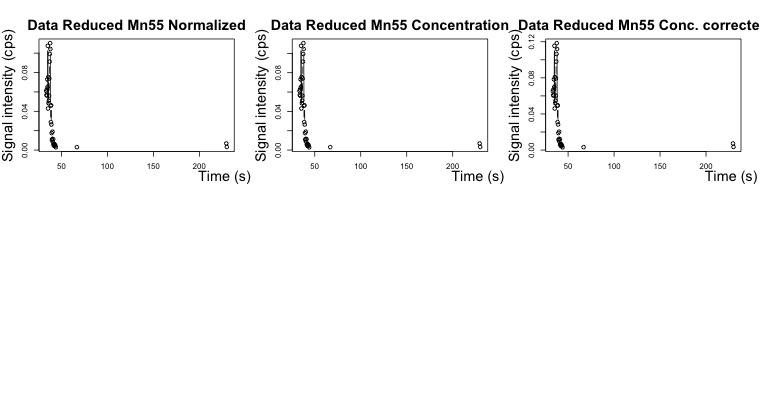 Data Reduced Mn55 Normalized
Signal intensity (cps)
0.00 0.04 0.08
50 100 150 200
Time (s)
Data Reduced Mn55 Concentration
Signal intensity (cps)
0.00 0.04 0.08
50 100 150 200
Time (s)
Data Reduced Mn55 Conc. correcte
Signal intensity (cps)
0.00 0.04 0.08 0.12
50 100 150 200
Time (s)